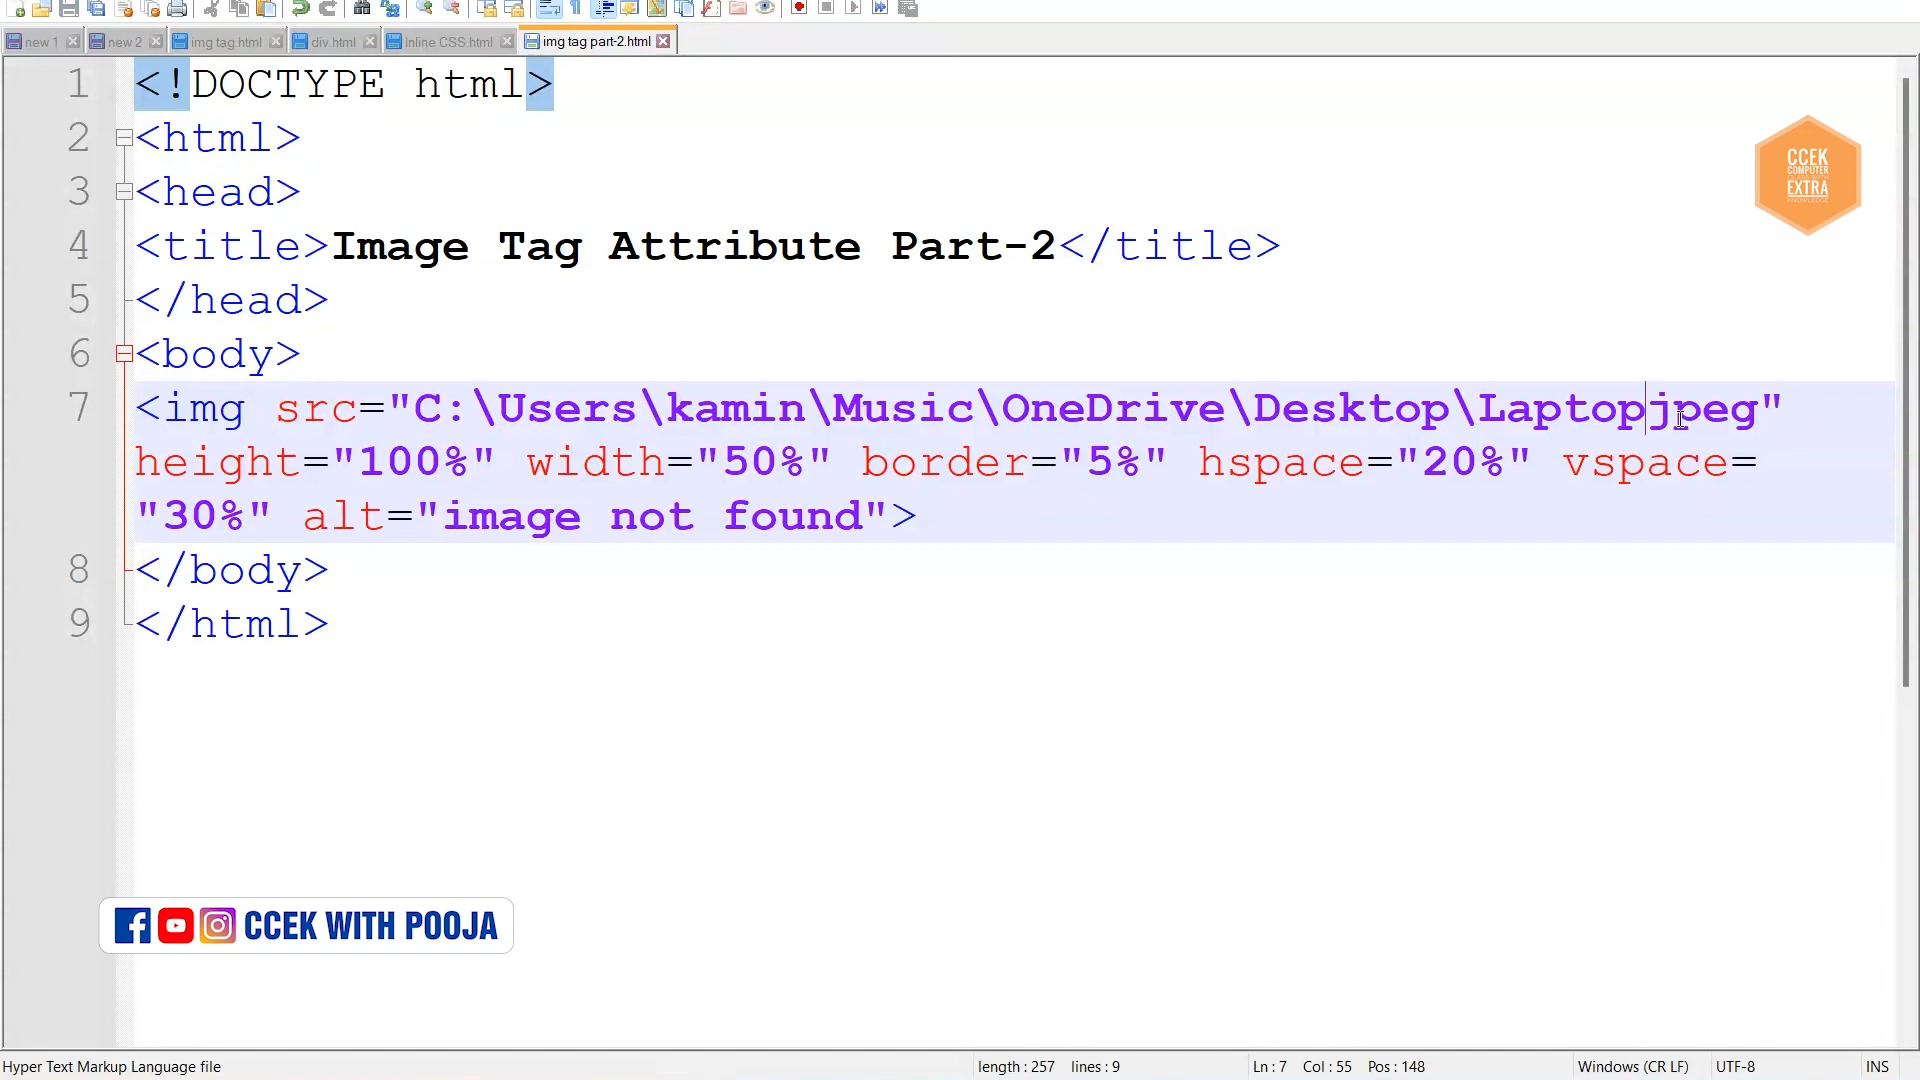 new 1
new 2
img tag.html
div.html
Inline CSS.html
img tag part-2.html
1 <!DOCTYPE html>
2 <html>
3 <head>
4 <title>Image Tag Attribute Part-2</title>
5 </head>
6 <body>
7 <img src="C:\Users\kamin\Music\OneDrive\Desktop\Laptopjpeg"
height="100%" width="50%" border="5%" hspace="20%" vspace=
"30%" alt="image not found">
8 </body>
9 </html>
CCEK
COMPUTER
EXTRA
KNOWLEDGE
CCEK WITH POOJA
Hyper Text Markup Language file
length : 257 lines : 9
Ln : 7 Col : 55 Pos : 148
Windows (CR LF)
UTF-8
INS